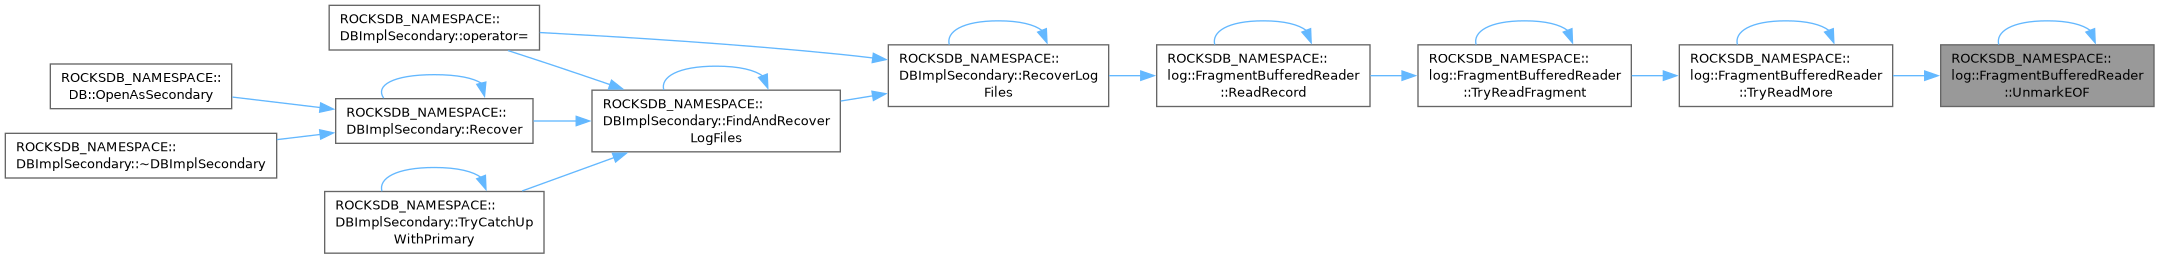 ROCKSDB_NAMESPACE::
DBImplSecondary::operator=
ROCKSDB_NAMESPACE::
DB::OpenAsSecondary
ROCKSDB_NAMESPACE::
DBImplSecondary::~DBImplSecondary
ROCKSDB_NAMESPACE::
DBImplSecondary::Recover
ROCKSDB_NAMESPACE::
DBImplSecondary::TryCatchUp
WithPrimary
ROCKSDB_NAMESPACE::
DBImplSecondary::FindAndRecover
LogFiles
ROCKSDB_NAMESPACE::
DBImplSecondary::RecoverLog
Files
ROCKSDB_NAMESPACE::
log::FragmentBufferedReader
::ReadRecord
ROCKSDB_NAMESPACE::
log::FragmentBufferedReader
::TryReadFragment
ROCKSDB_NAMESPACE::
log::FragmentBufferedReader
::TryReadMore
ROCKSDB_NAMESPACE::
log::FragmentBufferedReader
::UnmarkEOF